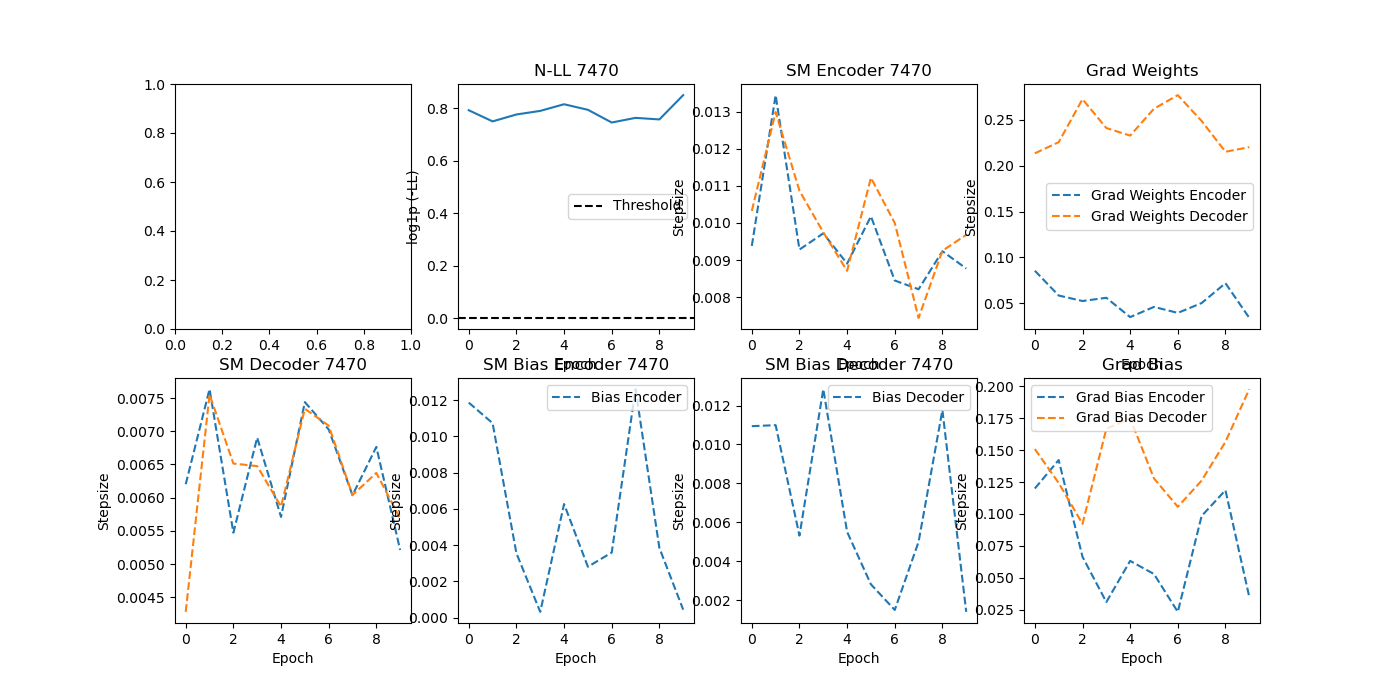 N-LL 7470
SM Encoder 7470
Grad Weights
1.0
0.8
0.6
0.4
0.2
0.0
0.0 0.2 0.4 0.6 0.8 1.0
log1p (-LL)
0.8
0.6
0.4
0.2
0.0
Threshold
0 2 4 6 8
Epoch
Stepsize
0.013
0.012
0.011
0.010
0.009
0.008
0 2 4 6 8
Epoch
Stepsize
0.25
0.20
0.15
0.10
0.05
Grad Weights Encoder
Grad Weights Decoder
0 2 4 6 8
Epoch
SM Decoder 7470
SM Bias Encoder 7470
SM Bias Decoder 7470
Grad Bias
Stepsize
0.0075
0.0070
0.0065
0.0060
0.0055
0.0050
0.0045
0 2 4 6 8
Epoch
Stepsize
0.012
0.010
0.008
0.006
0.004
0.002
0.000
Bias Encoder
0 2 4 6 8
Epoch
Stepsize
0.012
0.010
0.008
0.006
0.004
0.002
Bias Decoder
0 2 4 6 8
Epoch
Stepsize
0.200
0.175
0.150
0.125
0.100
0.075
0.050
0.025
Grad Bias Encoder
Grad Bias Decoder
0 2 4 6 8
Epoch